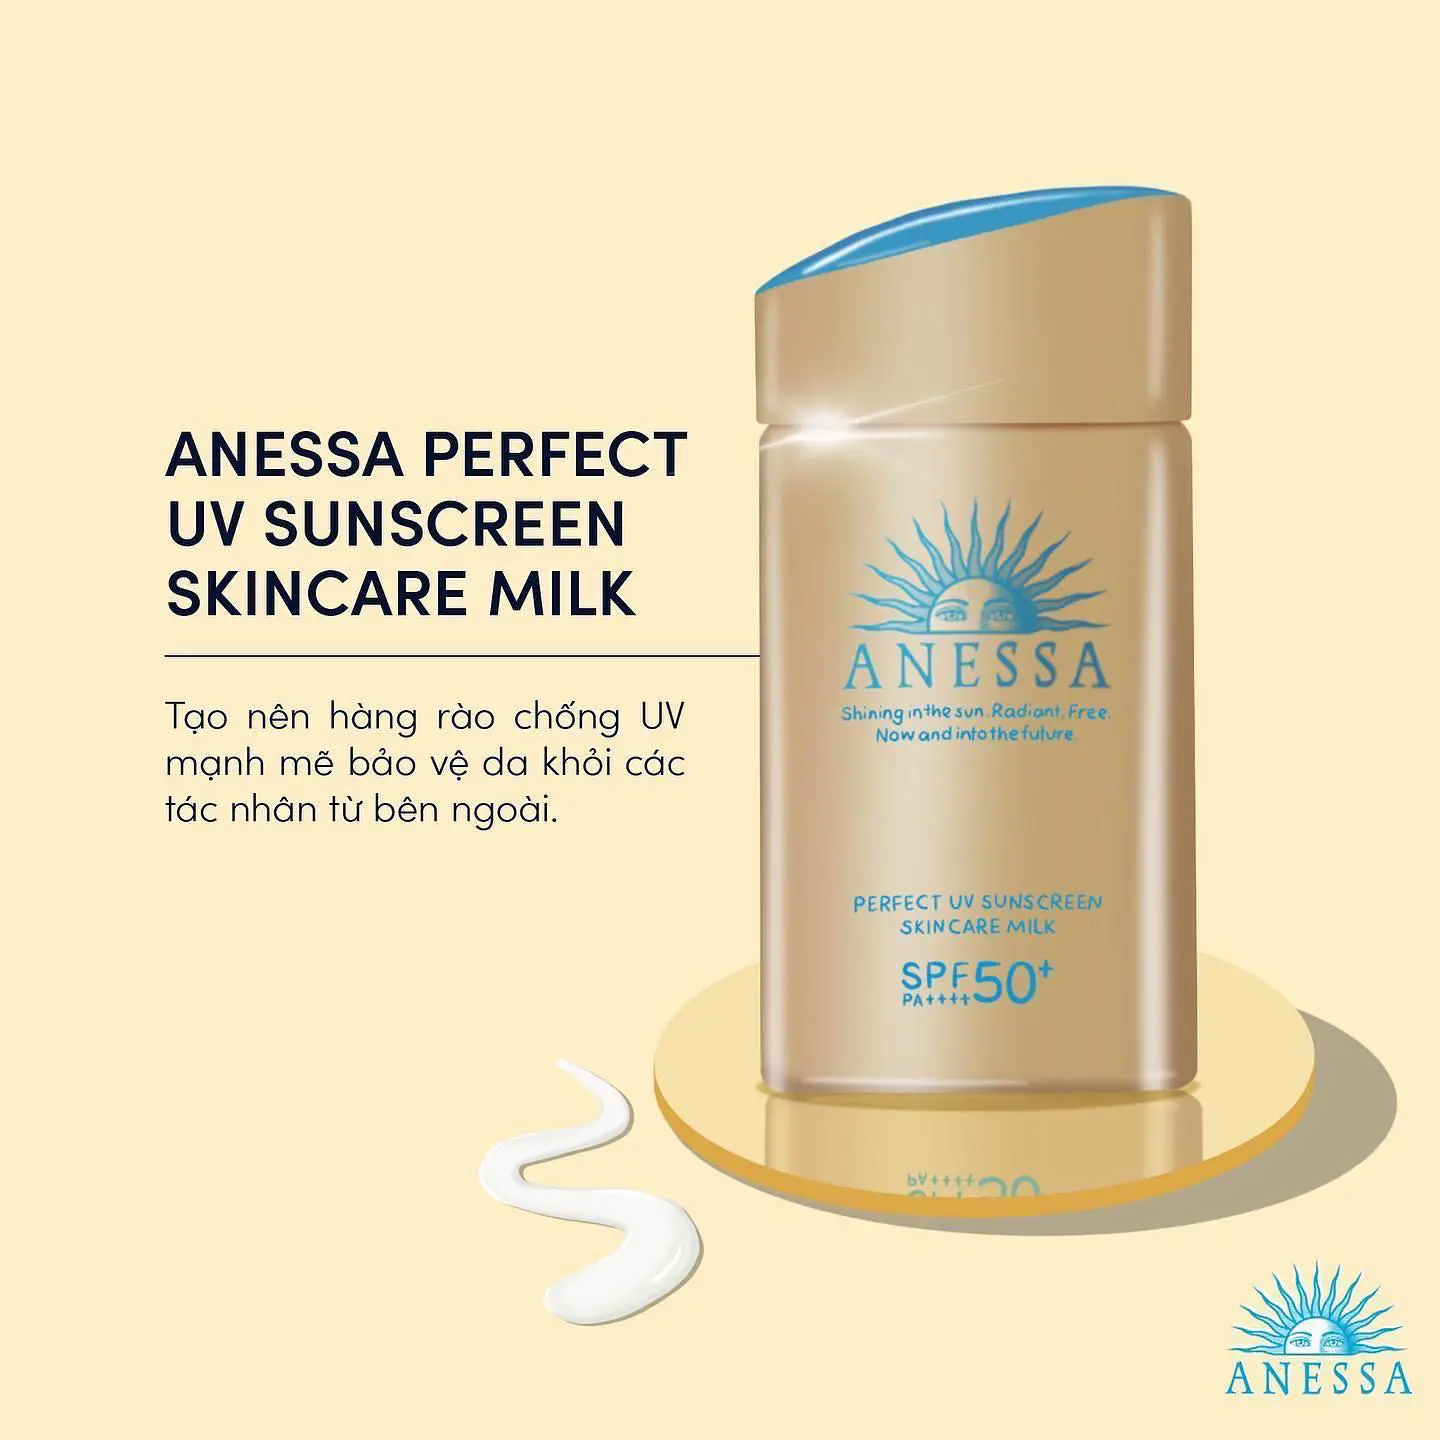 ANESSA PERFECT
UV SUNSCREEN
SKINCARE MILK
Tạo nên hàng rào chống UV
mạnh mẽ bảo vệ da khỏi các
tác nhân từ bên ngoài.
ANESSA
Shining in the sun. Radiant. Free.
Now and into the future.
PERFECT UV SUNSCREEN
SKINCARE MILK
SPF50+
PA++++
ANESSA